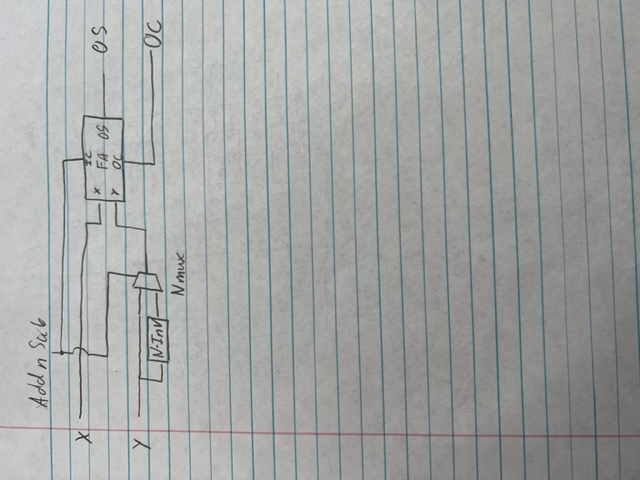 Add n Sub
X
IC
X FA OS
OS
Y
OC
Y
N-Inv
OC
Nmux